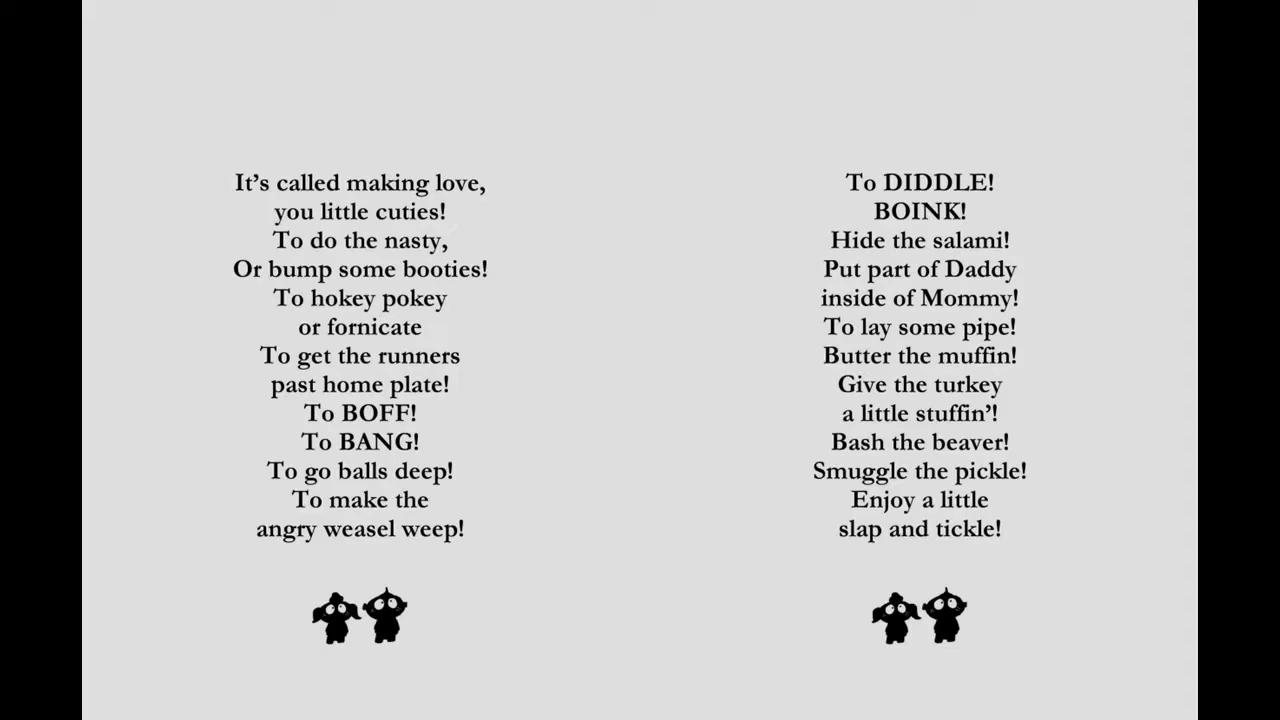 It’s called making love,
you little cuties!
To do the nasty,
Or bump some booties!
To hokey pokey
or fornicate
To get the runners
past home plate!
To BOFF!
To BANG!
To go balls deep!
To make the
angry weasel weep!
To DIDDLE!
BOINK!
Hide the salami!
Put part of Daddy
inside of Mommy!
To lay some pipe!
Butter the muffin!
Give the turkey
a little stuffin’!
Bash the beaver!
Smuggle the pickle!
Enjoy a little
slap and tickle!